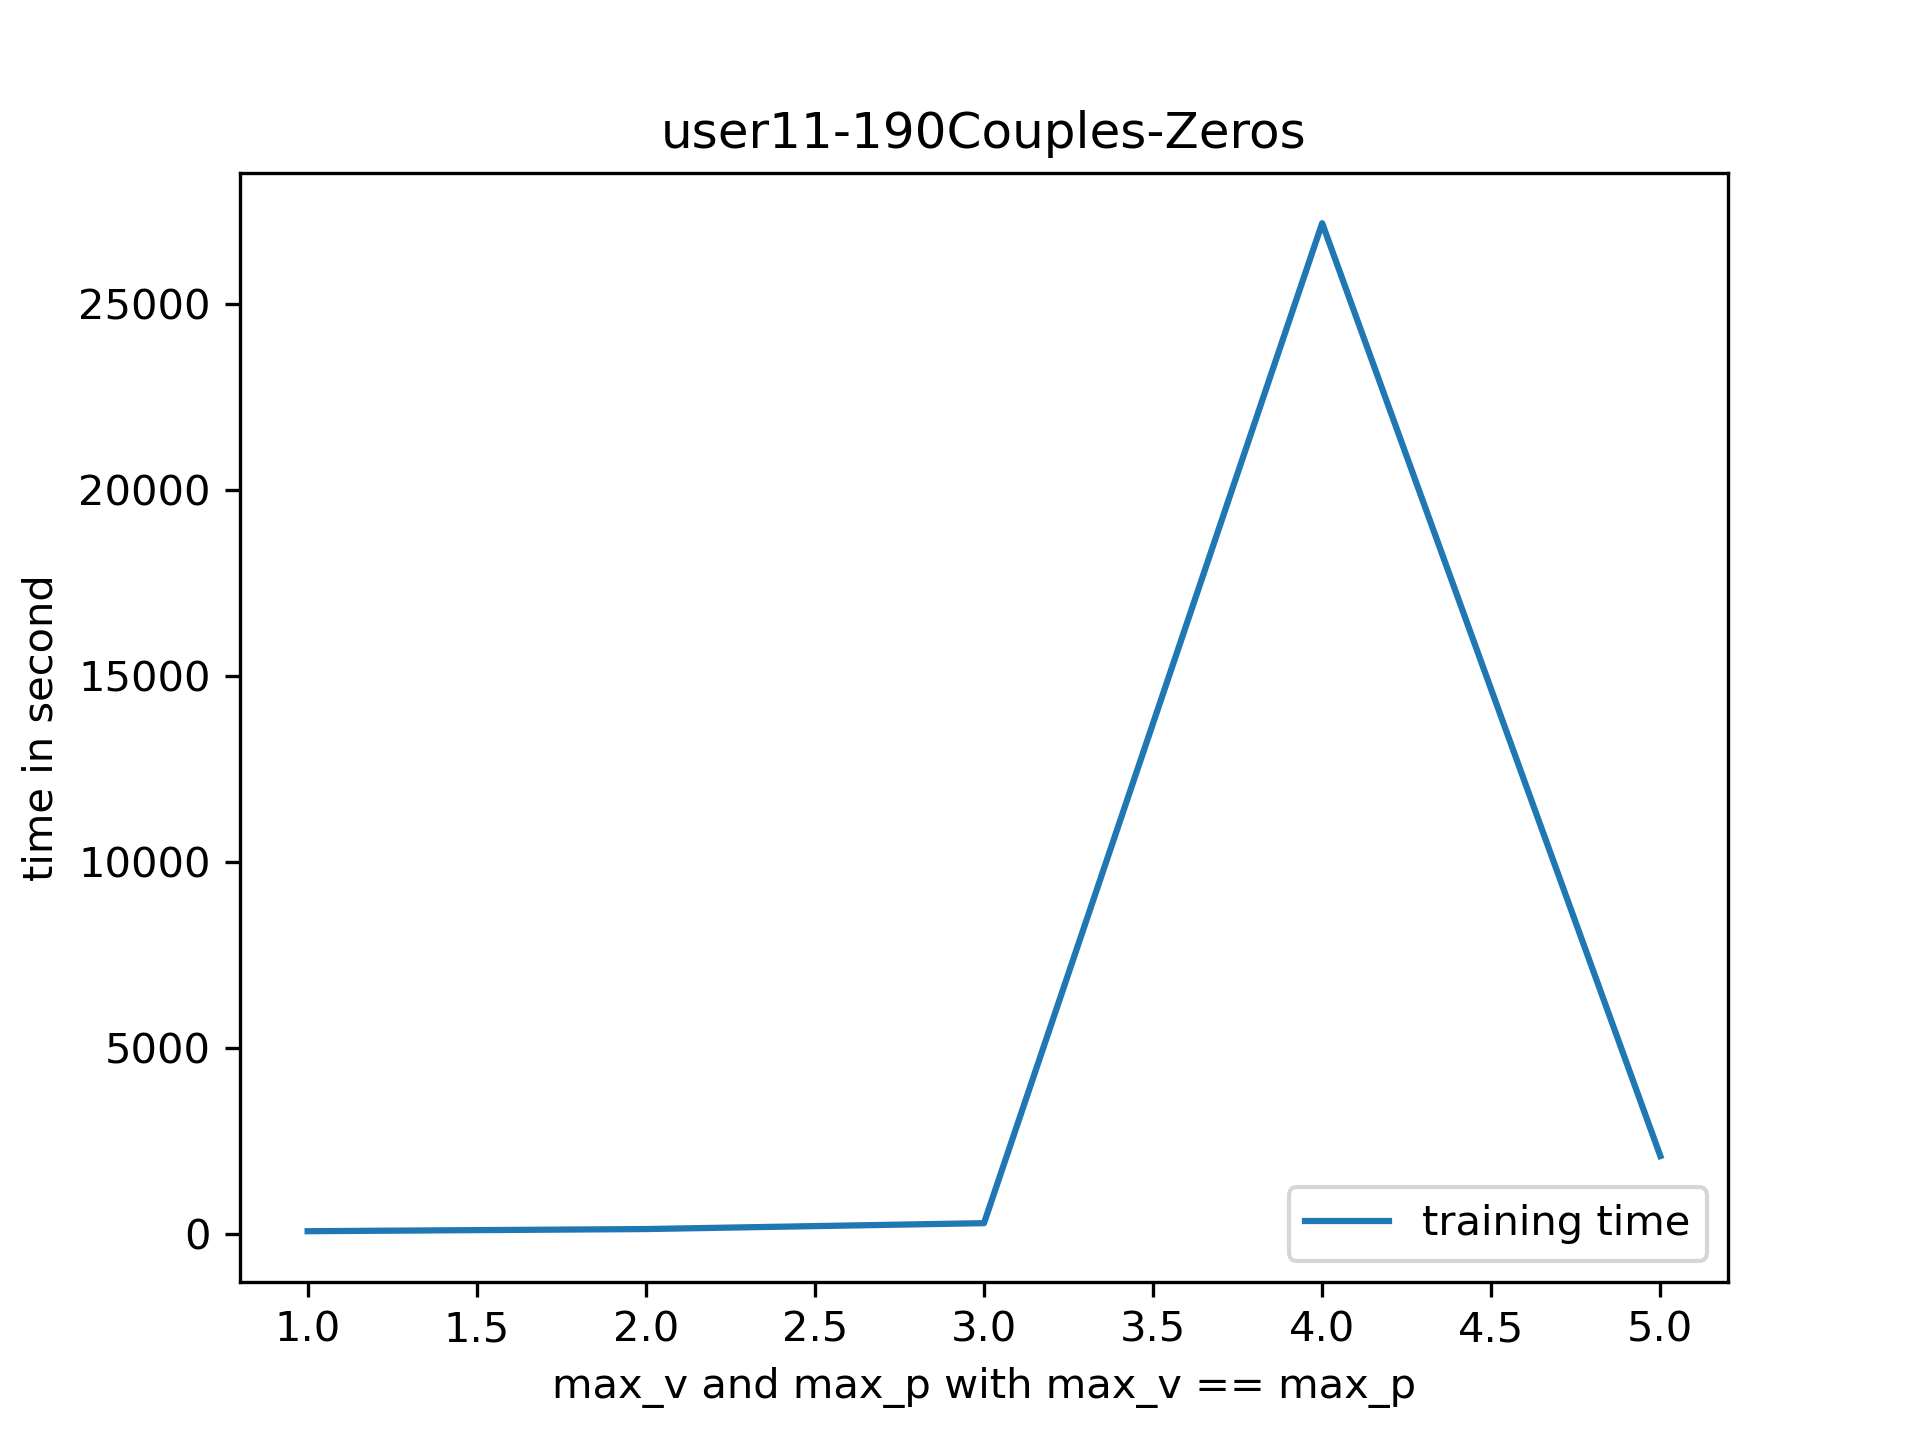 user11-190Couples-Zeros
25000
20000
15000
10000
5000
0
time in second
training time
1.0 1.5 2.0 2.5 3.0 3.5 4.0 4.5 5.0
max_v and max_p with max_v == max_p